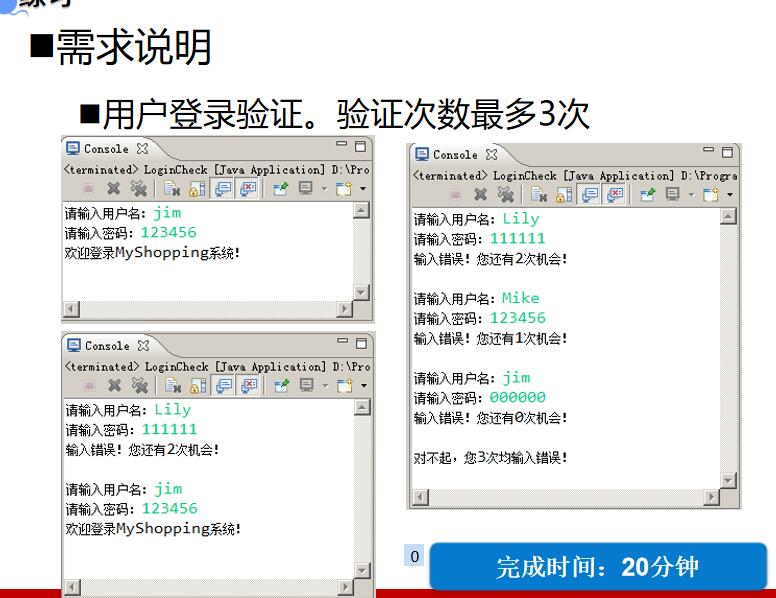 练习
■需求说明
■用户登录验证。验证次数最多3次
Console
<terminated> LoginCheck [Java Application] D:\Pro
请输入用户名：jim
请输入密码：123456
欢迎登录MyShopping系统!
Console
<terminated> LoginCheck [Java Application] D:\Pro
请输入用户名：Lily
请输入密码：111111
输入错误！您还有2次机会!
请输入用户名：jim
请输入密码：123456
欢迎登录MyShopping系统!
Console
<terminated> LoginCheck [Java Application] D:\Progra
请输入用户名：Lily
请输入密码：111111
输入错误！您还有2次机会!
请输入用户名：Mike
请输入密码：123456
输入错误！您还有1次机会!
请输入用户名：jim
请输入密码：000000
输入错误！您还有0次机会!
对不起，您3次均输入错误!
0
完成时间：20分钟